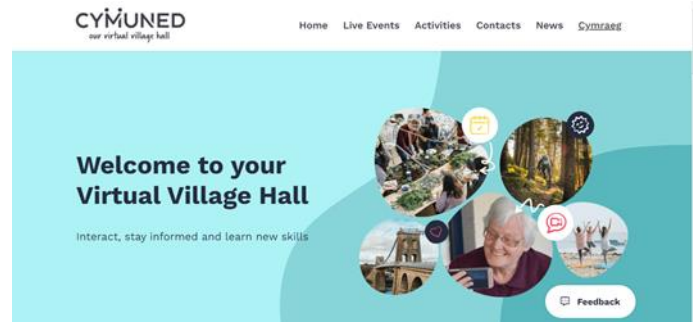 CYMUNED
our virtual village hall
Home Live Events Activities Contacts News Cymraeg
Welcome to your
Virtual Village Hall
Interact, stay informed and learn new skills
Feedback